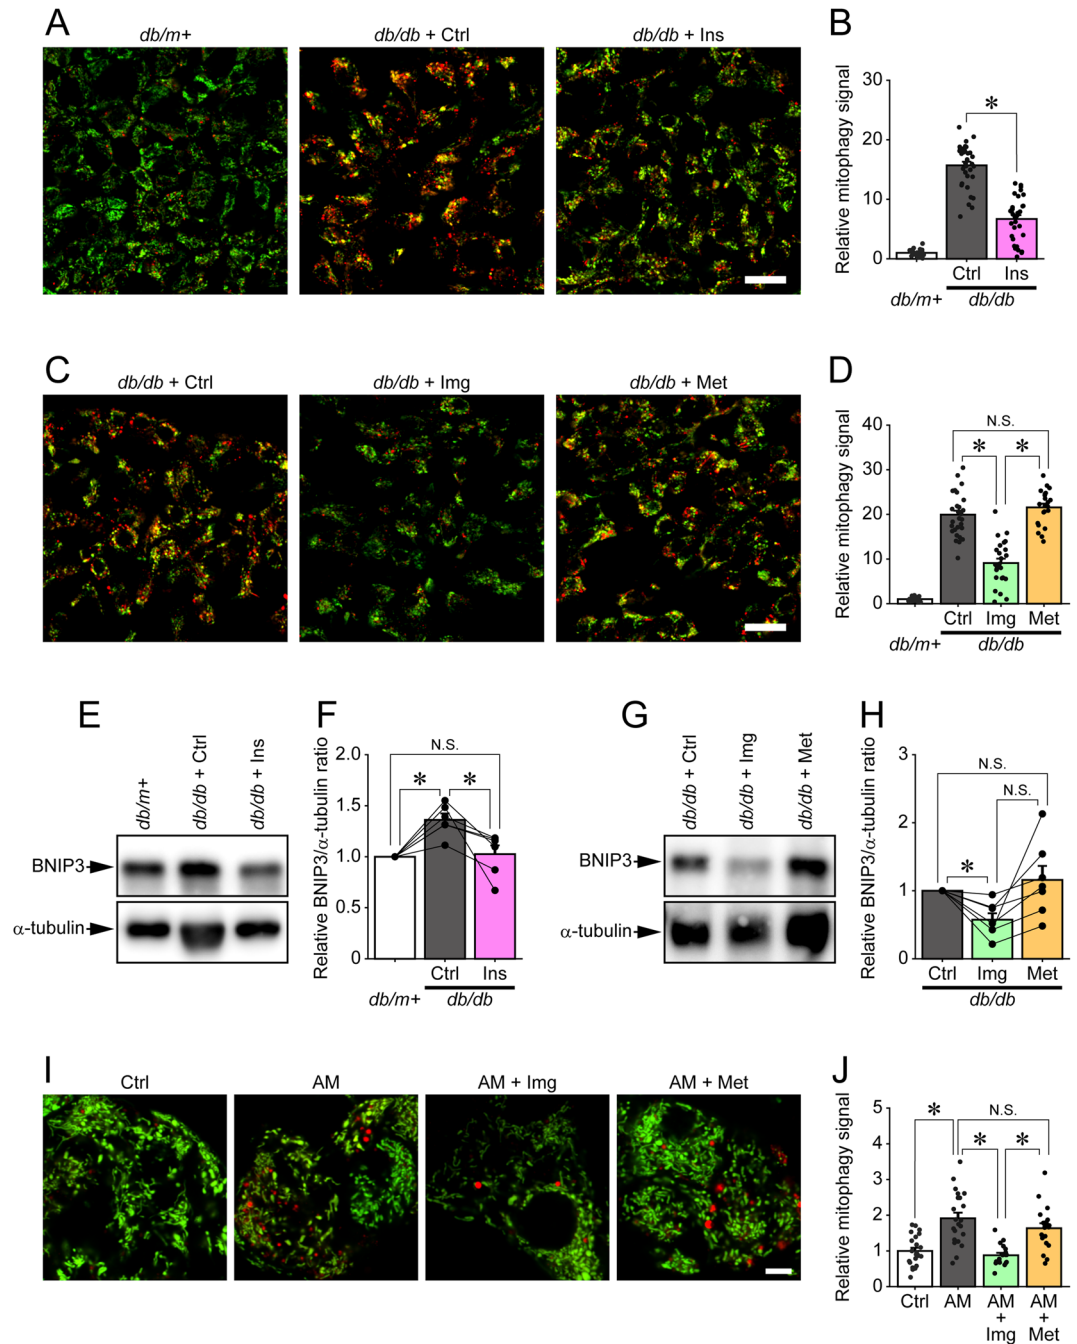 A
db/m+
db/db + Ctrl
db/db + Ins
B
Relative mitophagy signal
30
20
10
0
*
Ctrl
Ins
db/m+
db/db
C
db/db + Ctrl
db/db + Img
db/db + Met
D
Relative mitophagy signal
40
30
20
10
0
N.S.
*
*
Ctrl
Img
Met
db/m+
db/db
E
db/m+
db/db + Ctrl
db/db + Ins
BNIP3
α-tubulin
F
Relative BNIP3/α-tubulin ratio
2.0
1.5
1.0
0.5
0
N.S.
*
*
Ctrl
Ins
db/m+
db/db
G
db/db + Ctrl
db/db + Img
db/db + Met
BNIP3
α-tubulin
H
Relative BNIP3/α-tubulin ratio
3
2
1
0
N.S.
N.S.
*
Ctrl
Img
Met
db/db
I
Ctrl
AM
AM + Img
AM + Met
J
Relative mitophagy signal
5
4
3
2
1
0
*
N.S.
*
*
Ctrl
AM
AM
+
Img
AM
+
Met